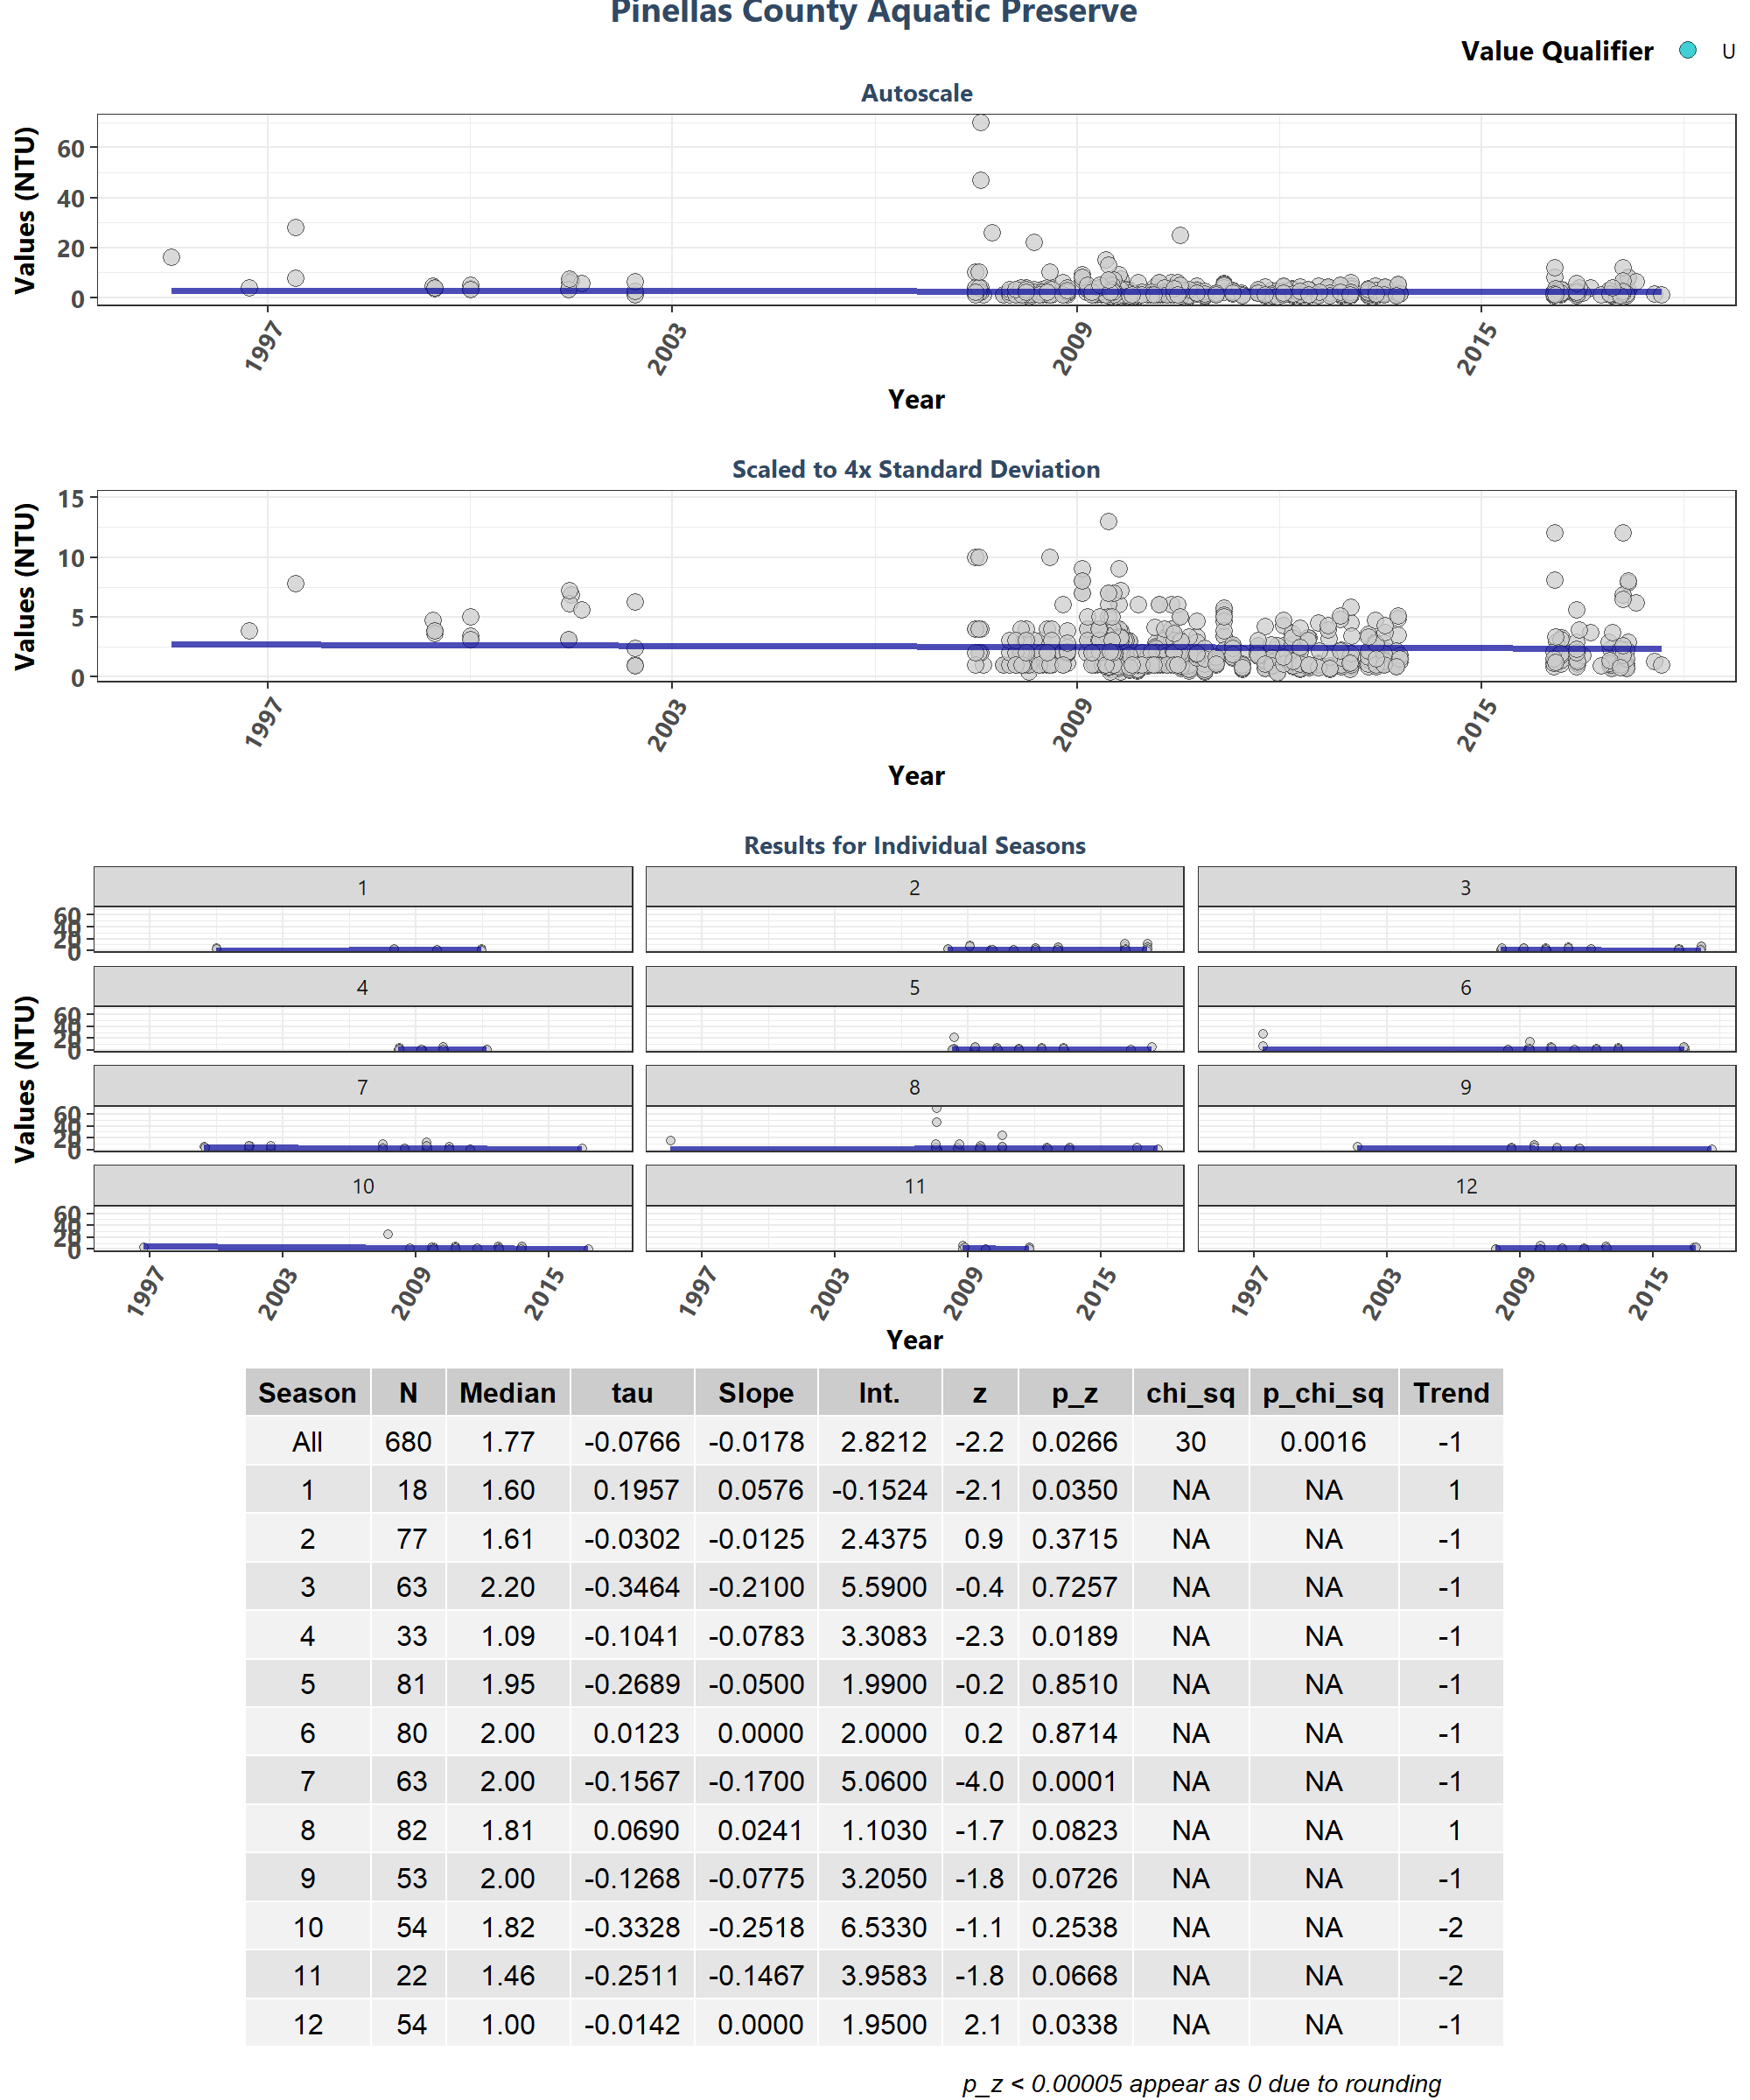 Pinellas County Aquatic Preserve
Value Qualifier U
Autoscale
Values (NTU)
60
40
20
0
1997 2003 2009 2015
Year
Scaled to 4x Standard Deviation
Values (NTU)
15
10
5
0
1997 2003 2009 2015
Year
Results for Individual Seasons
Values (NTU)
1 2 3
60
40
20
0
4 5 6
60
40
20
0
7 8 9
60
40
20
0
10 11 12
60
40
20
0
1997 2003 2009 2015 1997 2003 2009 2015 1997 2003 2009 2015
Year
Season N Median tau Slope Int. z p_z chi_sq p_chi_sq Trend
All 680 1.77 -0.0766 -0.0178 2.8212 -2.2 0.0266 30 0.0016 -1
1 18 1.60 0.1957 0.0576 -0.1524 -2.1 0.0350 NA NA 1
2 77 1.61 -0.0302 -0.0125 2.4375 0.9 0.3715 NA NA -1
3 63 2.20 -0.3464 -0.2100 5.5900 -0.4 0.7257 NA NA -1
4 33 1.09 -0.1041 -0.0783 3.3083 -2.3 0.0189 NA NA -1
5 81 1.95 -0.2689 -0.0500 1.9900 -0.2 0.8510 NA NA -1
6 80 2.00 0.0123 0.0000 2.0000 0.2 0.8714 NA NA -1
7 63 2.00 -0.1567 -0.1700 5.0600 -4.0 0.0001 NA NA -1
8 82 1.81 0.0690 0.0241 1.1030 -1.7 0.0823 NA NA 1
9 53 2.00 -0.1268 -0.0775 3.2050 -1.8 0.0726 NA NA -1
10 54 1.82 -0.3328 -0.2518 6.5330 -1.1 0.2538 NA NA -2
11 22 1.46 -0.2511 -0.1467 3.9583 -1.8 0.0668 NA NA -2
12 54 1.00 -0.0142 0.0000 1.9500 2.1 0.0338 NA NA -1
p_z < 0.00005 appear as 0 due to rounding